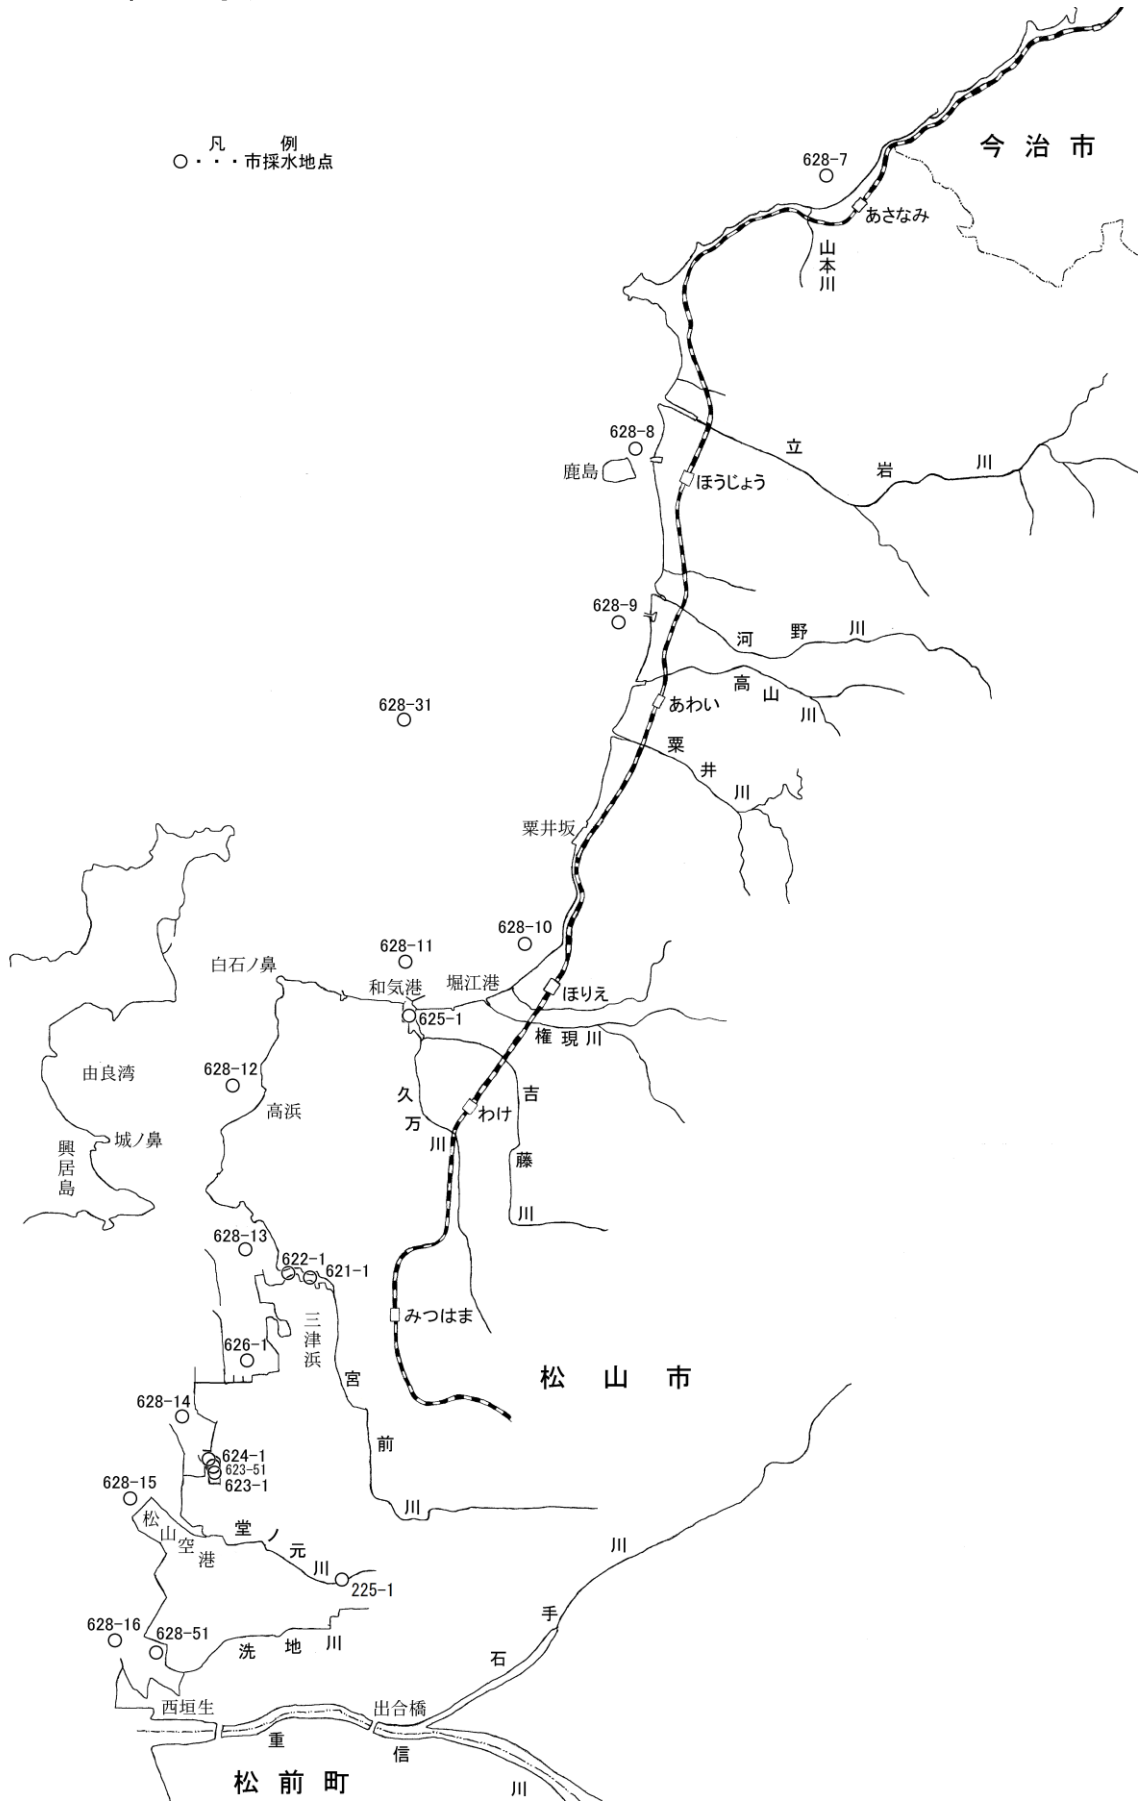 凡例
○・・・市採水地点
今治市
628-7
あさなみ
山本川
628-8
鹿島
ほうじょう
立岩川
628-9
河野川
高山川
628-31
あわい
粟井川
粟井坂
628-10
628-11
白石ノ鼻
和気港
堀江港
ほりえ
625-1
権現川
由良湾
628-12
高浜
久万川
わけ
吉藤川
城ノ鼻
興居島
628-13
622-1
621-1
三津浜
みつはま
626-1
宮前川
松山市
628-14
624-1
623-51
623-1
628-15
松山空港
堂ノ元川
225-1
石手川
628-16
628-51
洗地川
西垣生
出合橋
重信川
松前町